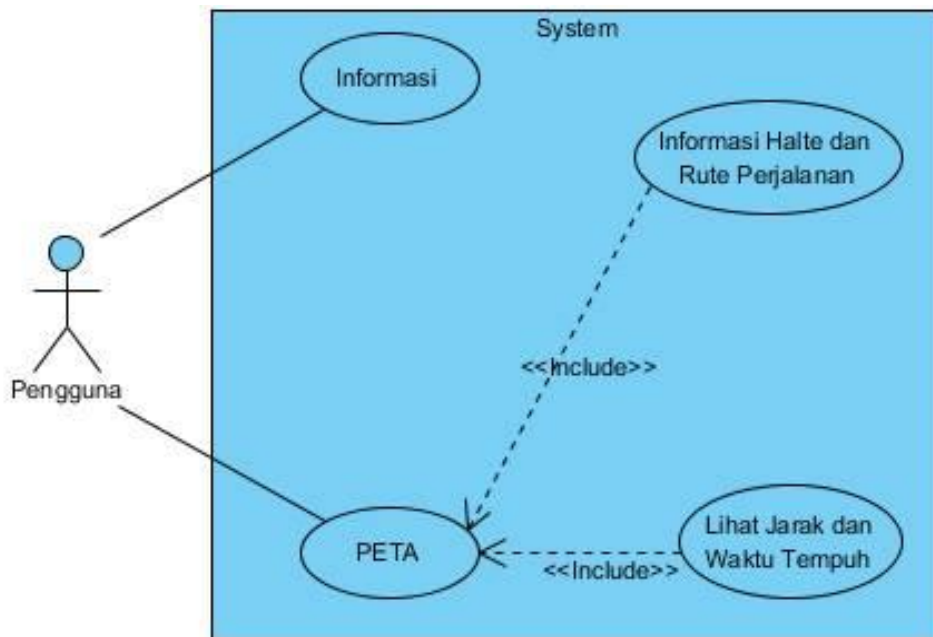 System
Informasi
Informasi Halte dan
Rute Perjalanan
Pengguna
<<Include>>
PETA
Lihat Jarak dan
Waktu Tempuh
<<Include>>